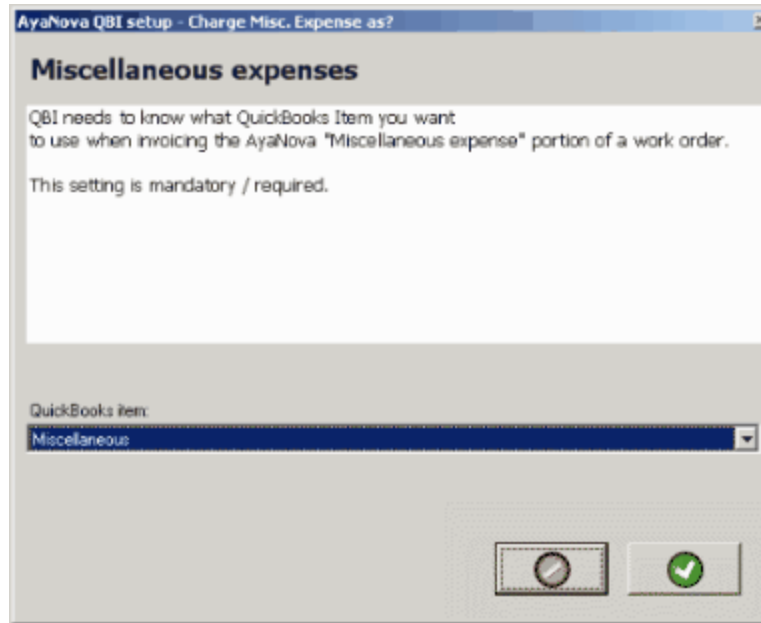 AyaNova QBI setup - Charge Misc. Expense as?
Miscellaneous expenses
QBI needs to know what QuickBooks Item you want
to use when invoicing the AyaNova "Miscellaneous expense" portion of a work order.
This setting is mandatory / required.
QuickBooks item:
Miscellaneous